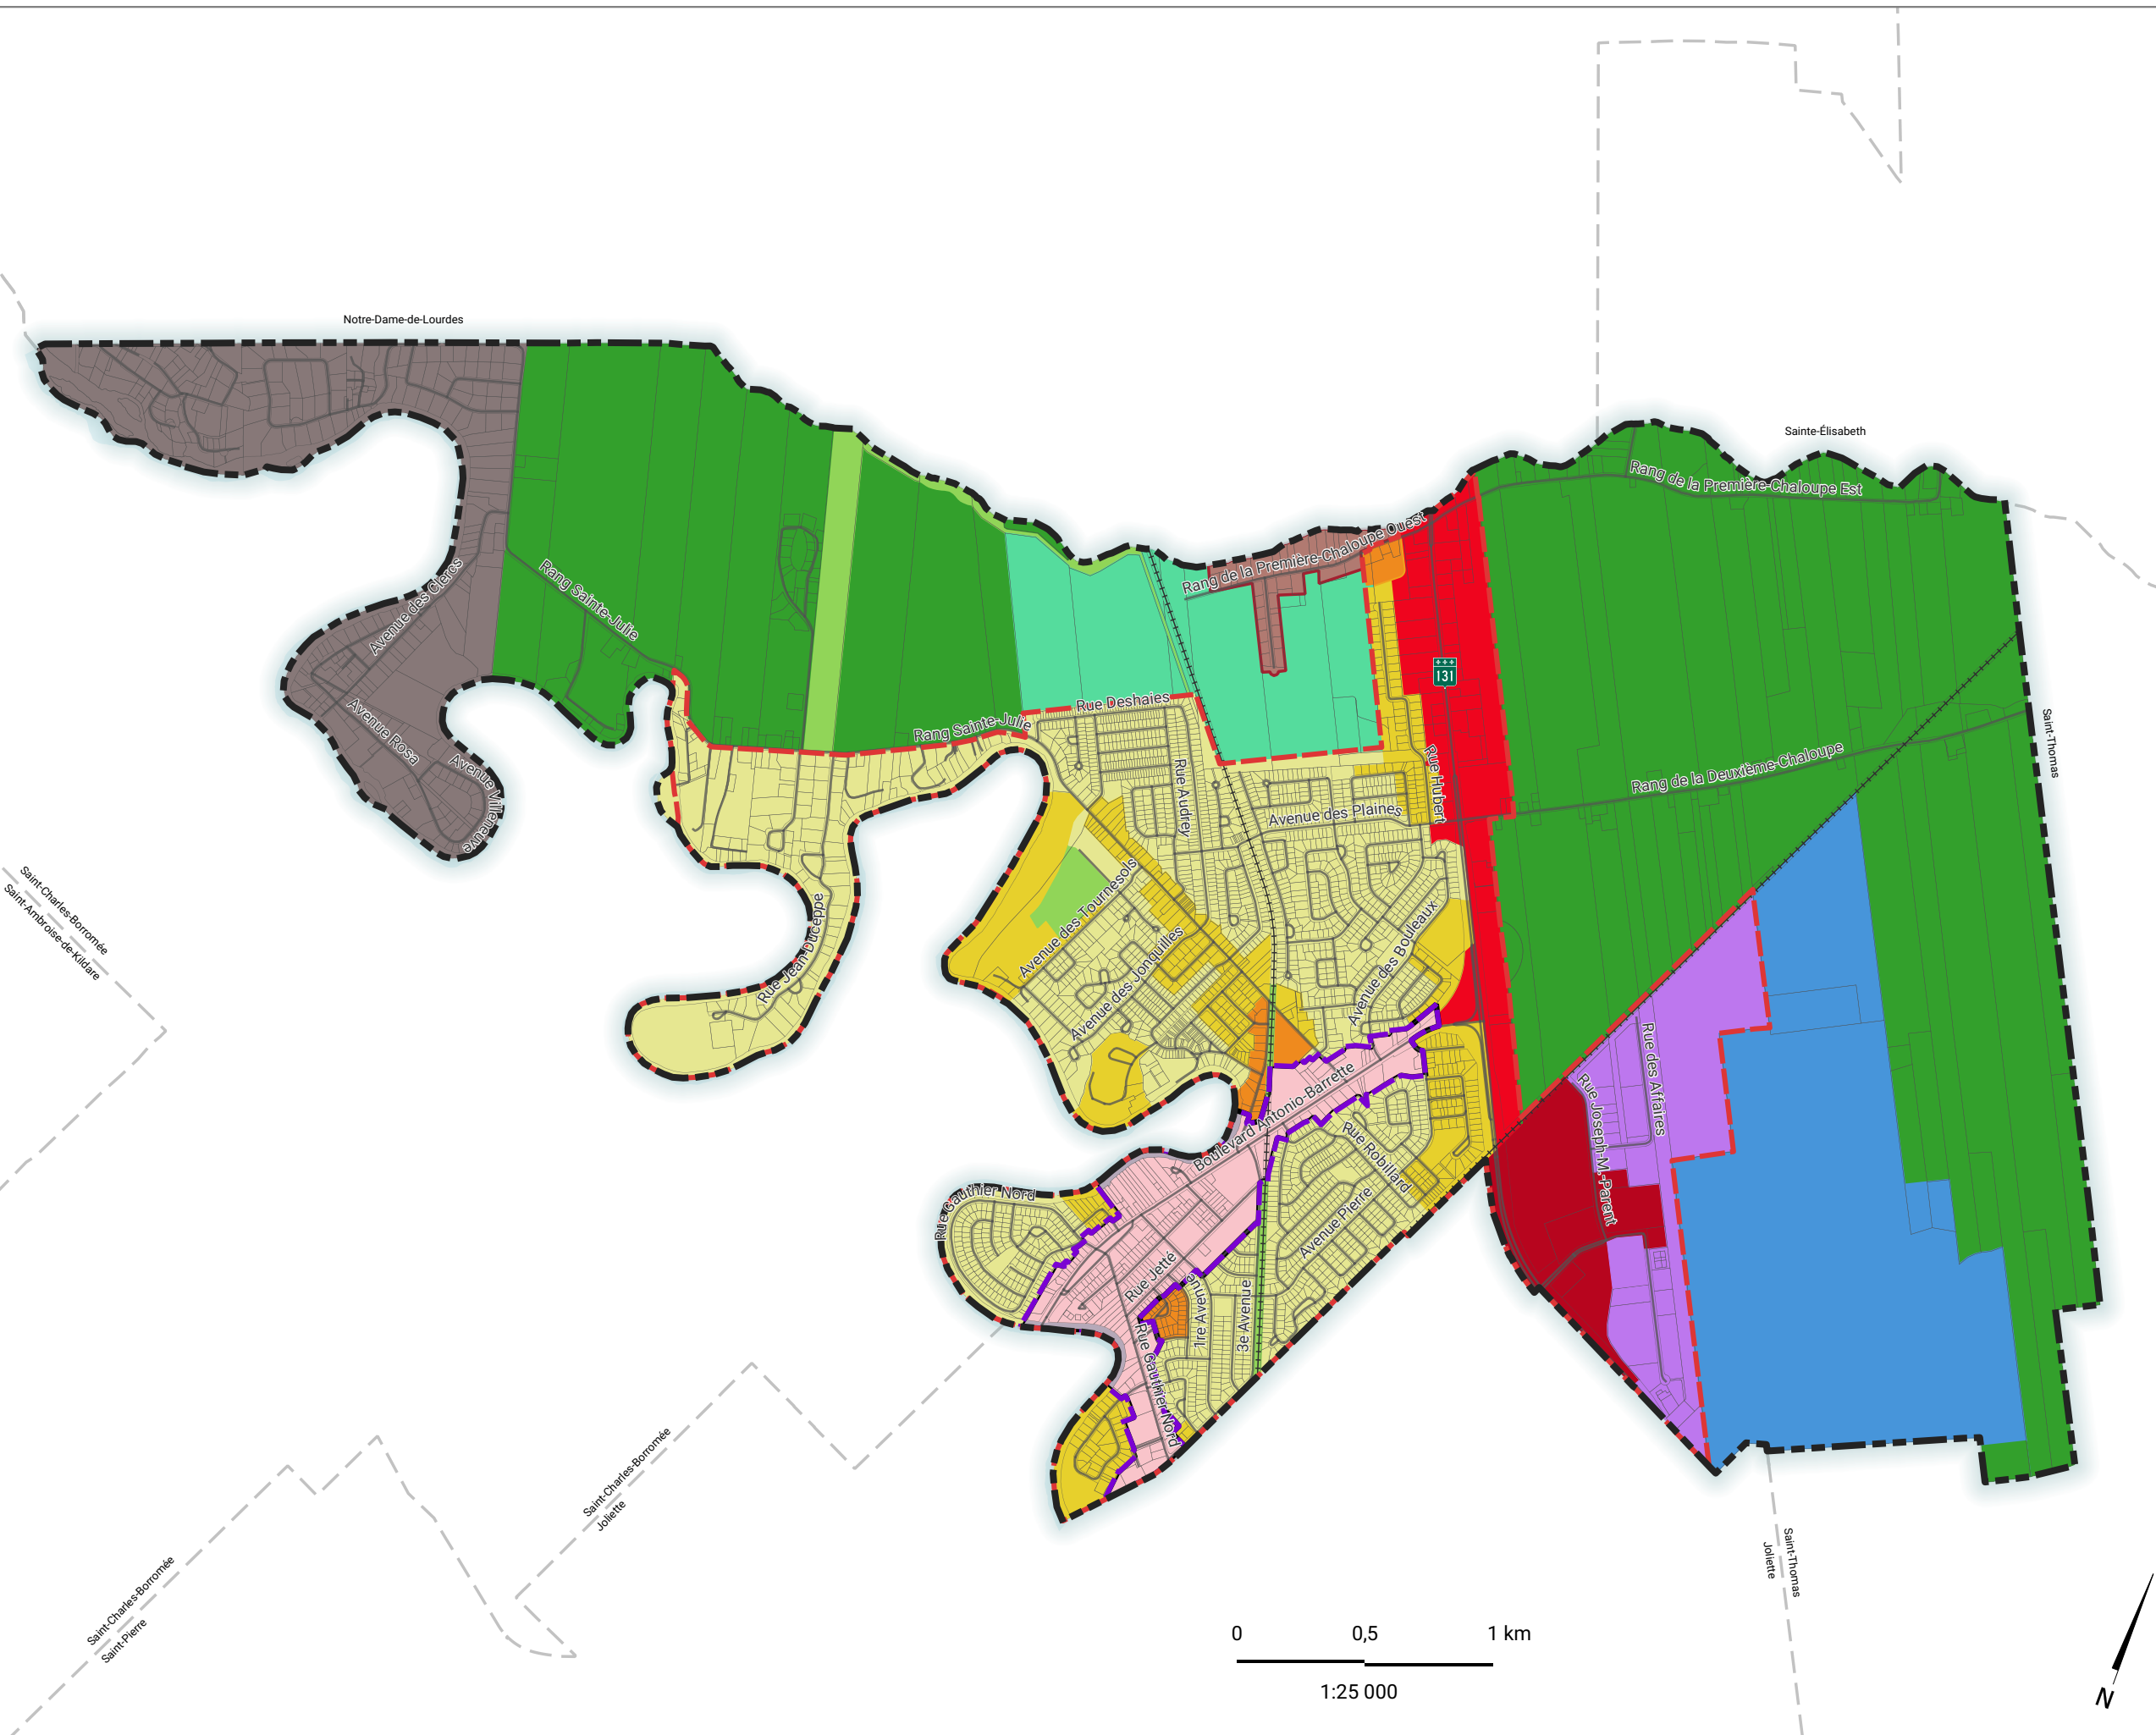 Notre-Dame-de-Lourdes
Sainte-Élisabeth
Rang de la Première-Chaloupe Est
Rang de la Première-Chaloupe Ouest
Avenue des Clercs
Rang Sainte-Julie
131
Avenue Rosa
Avenue Villeneuve
Rue Deshaies
Rang Sainte-Julie
Rue Audrey
Avenue des Plaines
Rue Hubert
Rang de la Deuxième-Chaloupe
Saint-Thomas
Saint-Charles-Borromée
Saint-Ambroise-de-Kildare
Rue Jean-Duceppe
Avenue des Tournesols
Avenue des Jonquilles
Avenue des Bouleaux
Boulevard Antonio-Barrette
Rue Robillard
Avenue Pierre
Rue des Affaires
Rue Joseph-M.-Parent
Rue Gauthier Nord
Rue Jetté
1re Avenue
3e Avenue
Rue Gauthier Nord
Saint-Charles-Borromée
Joliette
Saint-Charles-Borromée
Saint-Pierre
Saint-Thomas
Joliette
0 0,5 1 km
1:25 000
N